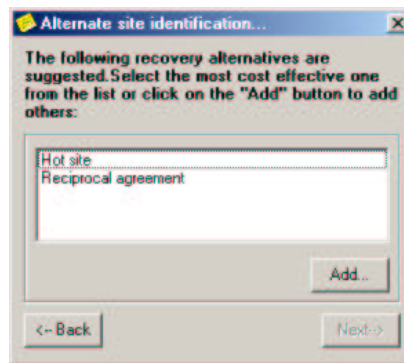 Alternate site identification...
The following recovery alternatives are
suggested.Select the most cost effective one
from the list or click on the "Add" button to add
others:
Hot site
Reciprocal agreement
Add...
<-- Back
Next-->